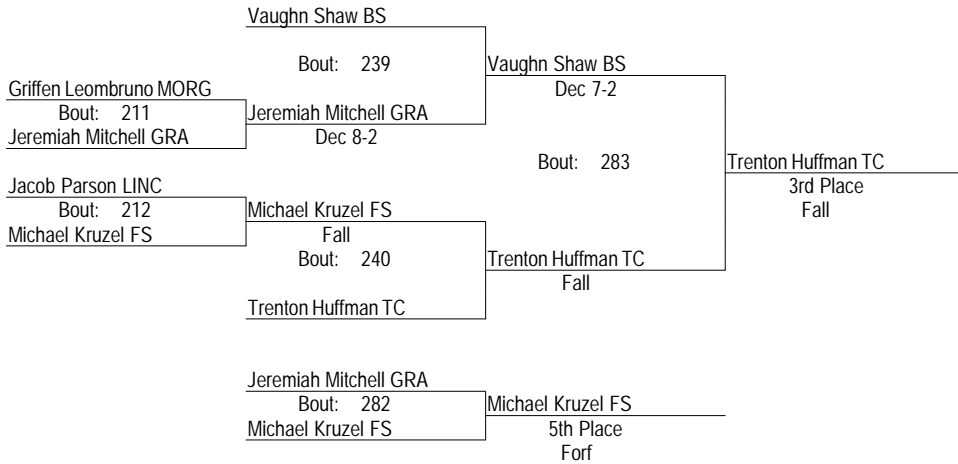 Vaughn Shaw BS
Bout: 239
Vaughn Shaw BS
Dec 7-2
Griffen Leombruno MORG
Bout: 211
Jeremiah Mitchell GRA
Jeremiah Mitchell GRA
Dec 8-2
Bout: 283
Trenton Huffman TC
3rd Place
Fall
Jacob Parson LINC
Bout: 212
Michael Kruzel FS
Michael Kruzel FS
Fall
Bout: 240
Trenton Huffman TC
Fall
Trenton Huffman TC
Jeremiah Mitchell GRA
Bout: 282
Michael Kruzel FS
Michael Kruzel FS
5th Place
Forf